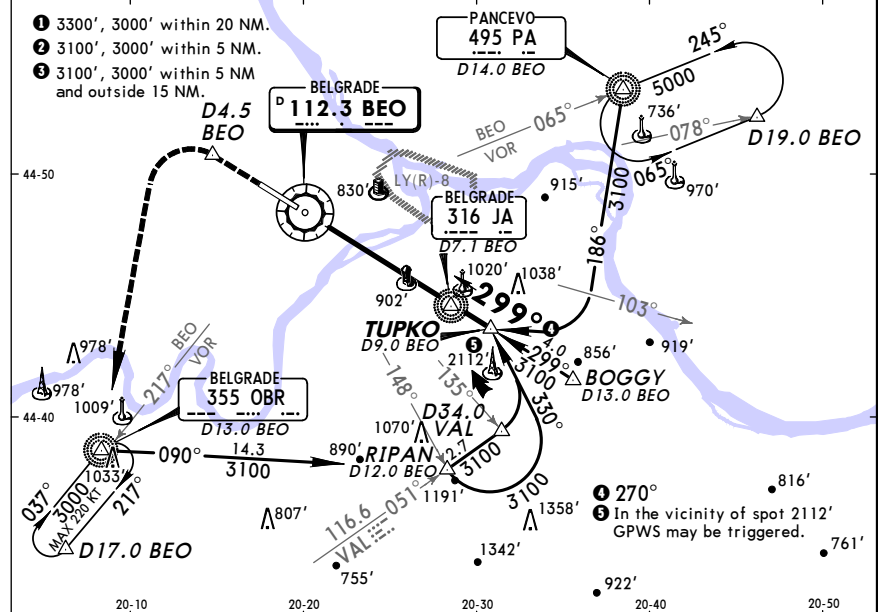 ❶ 3300', 3000' within 20 NM.
❷ 3100', 3000' within 5 NM.
❸ 3100', 3000' within 5 NM
and outside 15 NM.
PANCEVO
495 PA
D14.0 BEO
245°
5000
736'
078°
D19.0 BEO
065°
970'
D4.5
BEO
BELGRADE
D 112.3 BEO
BEO
VOR
065°
44-50
830'
LY(R)-8
915'
3100
186°
BELGRADE
316 JA
D7.1 BEO
1020'
1038'
902'
299° ❹
103°
TUPKO
D9.0 BEO
❺
2112'
4.0
299°
3100
856'
919'
BOGGY
D13.0 BEO
978'
978'
217°
BEO
VOR
BELGRADE
355 OBR
D13.0 BEO
148°
135°
330°
1009'
44-40
D34.0
VAL
1070'
1033'
090°
14.3
3100
890'
RIPAN
D12.0 BEO
2.7
3100
1191'
3100
037°
3000
MAX 220 KT
217°
D17.0 BEO
807'
116.6
VAL
051°
1358'
816'
❹ 270°
❺ In the vicinity of spot 2112'
GPWS may be triggered.
755'
1342'
761'
922'
20-10
20-20
20-30
20-40
20-50